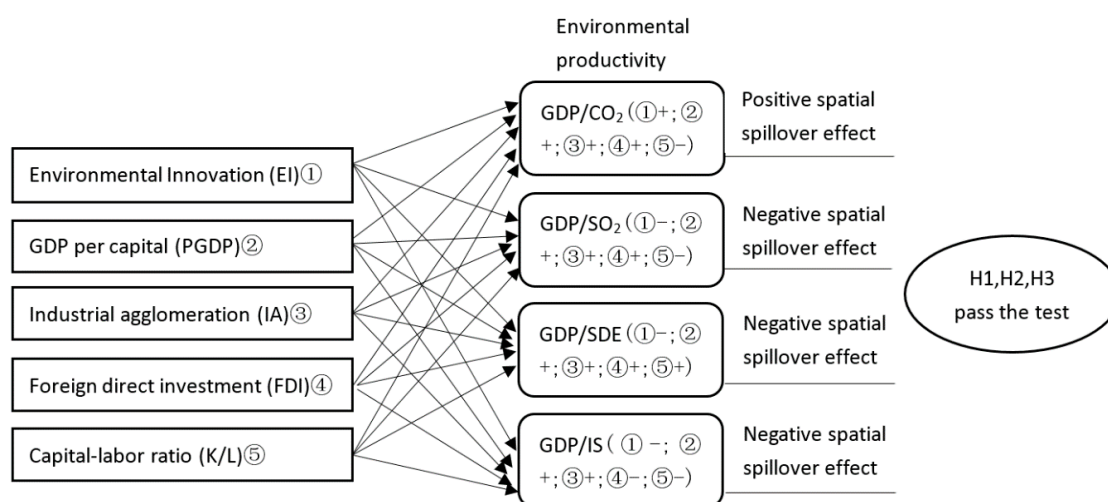 Environmental
productivity
Environmental Innovation (EI)①
GDP per capital (PGDP)②
Industrial agglomeration (IA)③
Foreign direct investment (FDI)④
Capital-labor ratio (K/L)⑤
GDP/CO₂(①+;②
+;③+;④+;⑤-)
Positive spatial
spillover effect
GDP/SO₂(①-;②
+;③+;④+;⑤-)
Negative spatial
spillover effect
GDP/SDE(①-;②
+;③+;④+;⑤+)
Negative spatial
spillover effect
GDP/IS( ① -; ②
+;③+;④-;⑤-)
Negative spatial
spillover effect
H1,H2,H3
pass the test